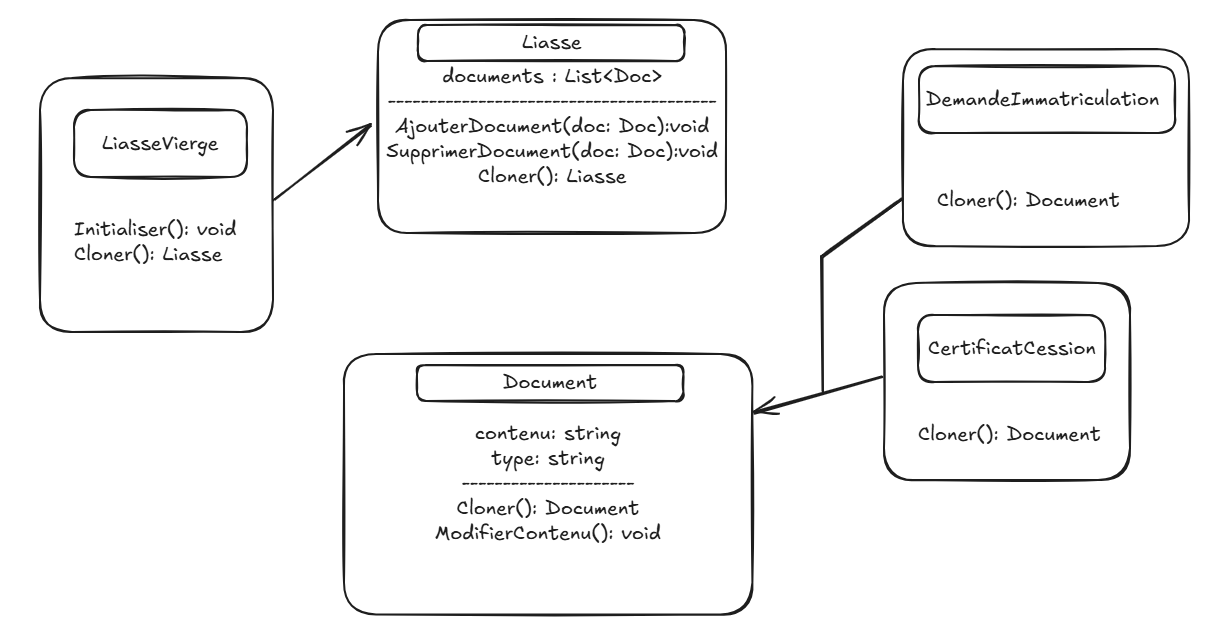 Liasse
documents : List<Doc>
-----------------------------------------
AjouterDocument(doc: Doc):void
SupprimerDocument(doc: Doc):void
Cloner(): Liasse
LiasseVierge
Initialiser(): void
Cloner(): Liasse
DemandeImmatriculation
Cloner(): Document
CertificatCession
Cloner(): Document
Document
contenu: string
type: string
---------------------
Cloner(): Document
ModifierContenu(): void